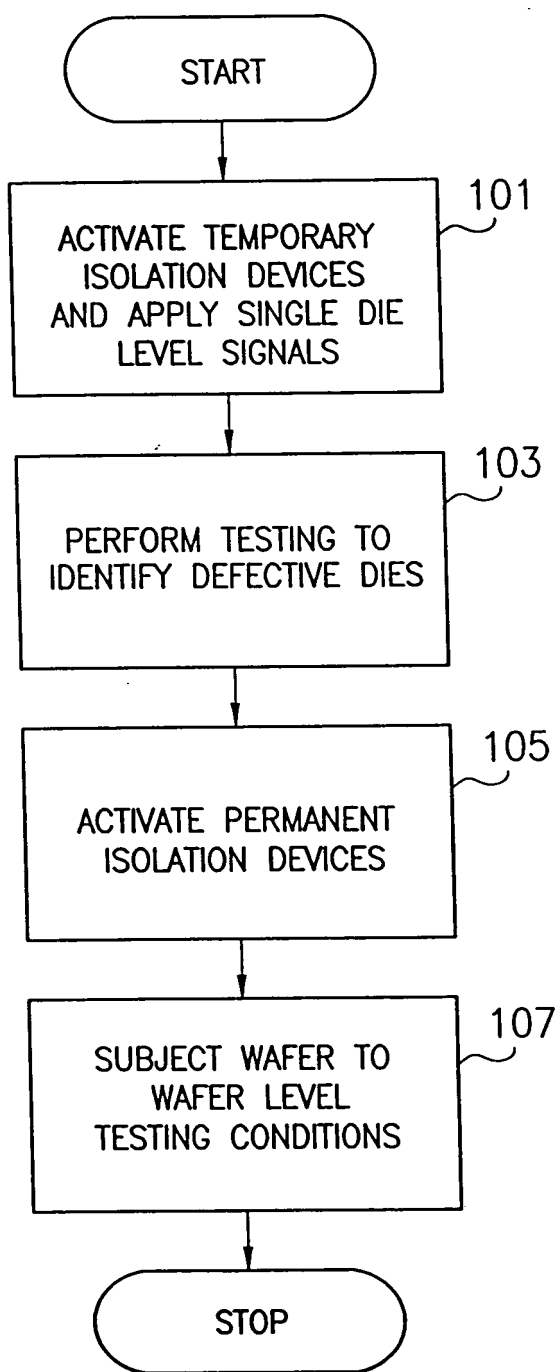 START
101
ACTIVATE TEMPORARY
ISOLATION DEVICES
AND APPLY SINGLE DIE
LEVEL SIGNALS
103
PERFORM TESTING TO
IDENTIFY DEFECTIVE DIES
105
ACTIVATE PERMANENT
ISOLATION DEVICES
107
SUBJECT WAFER TO
WAFER LEVEL
TESTING CONDITIONS
STOP